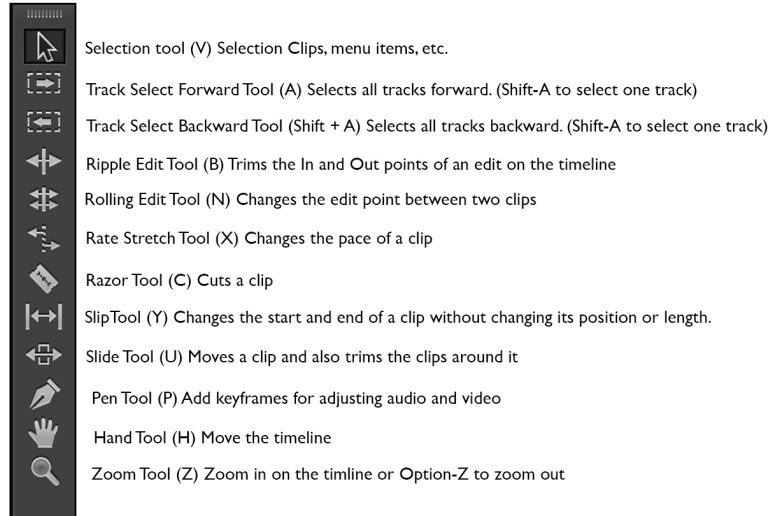 Selection tool (V) Selection Clips, menu items, etc.
Track Select Forward Tool (A) Selects all tracks forward. (Shift-A to select one track)
Track Select Backward Tool (Shift + A) Selects all tracks backward. (Shift-A to select one track)
Ripple Edit Tool (B) Trims the In and Out points of an edit on the timeline
Rolling Edit Tool (N) Changes the edit point between two clips
Rate Stretch Tool (X) Changes the pace of a clip
Razor Tool (C) Cuts a clip
SlipTool (Y) Changes the start and end of a clip without changing its position or length.
Slide Tool (U) Moves a clip and also trims the clips around it
Pen Tool (P) Add keyframes for adjusting audio and video
Hand Tool (H) Move the timeline
Zoom Tool (Z) Zoom in on the timline or Option-Z to zoom out